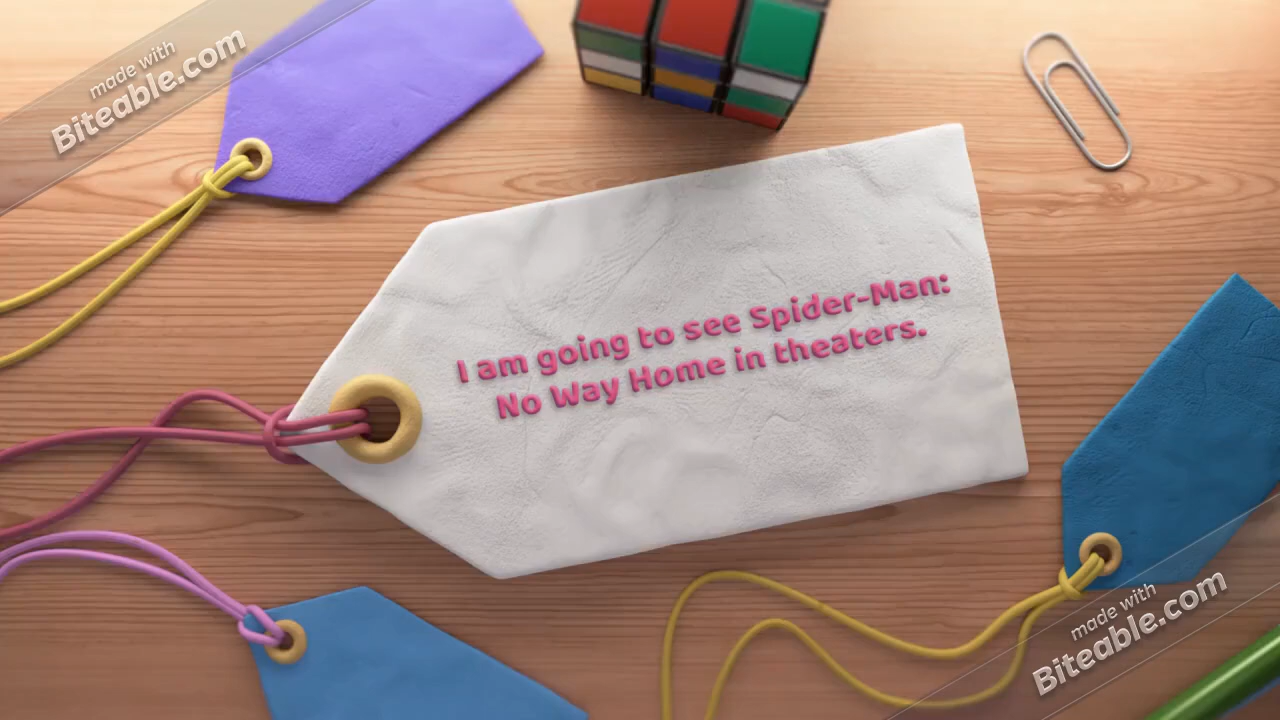 made with
Biteable.com
I am going to see Spider-Man:
No Way Home in theaters.
made with
Biteable.com